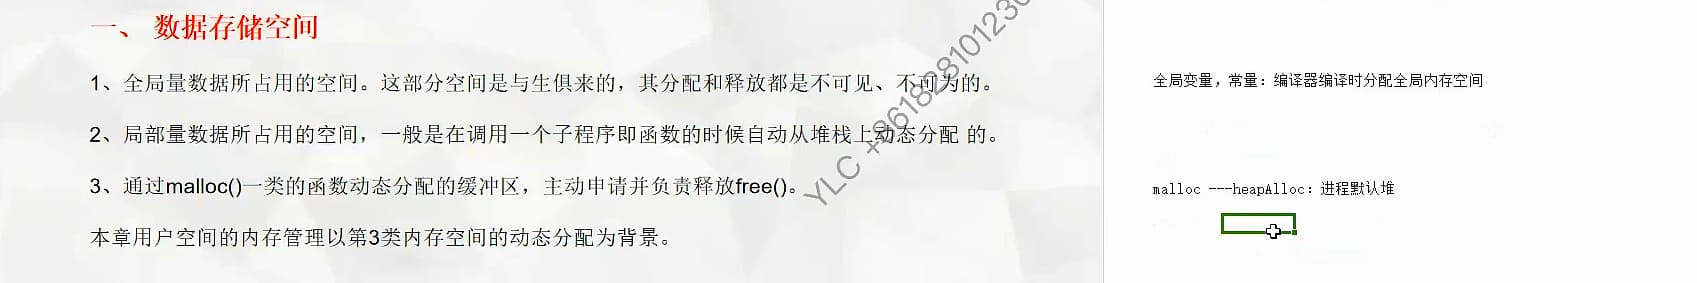 一、 数据存储空间
1、全局量数据所占用的空间。这部分空间是与生俱来的，其分配和释放都是不可见、不可为的。
2、局部量数据所占用的空间，一般是在调用一个子程序即函数的时候自动从堆栈上动态分配 的。
3、通过malloc()一类的函数动态分配的缓冲区，主动申请并负责释放free()。
本章用户空间的内存管理以第3类内存空间的动态分配为背景。
YLC +861828101230
全局变量，常量：编译器编译时分配全局内存空间
malloc ---heapAlloc：进程默认堆